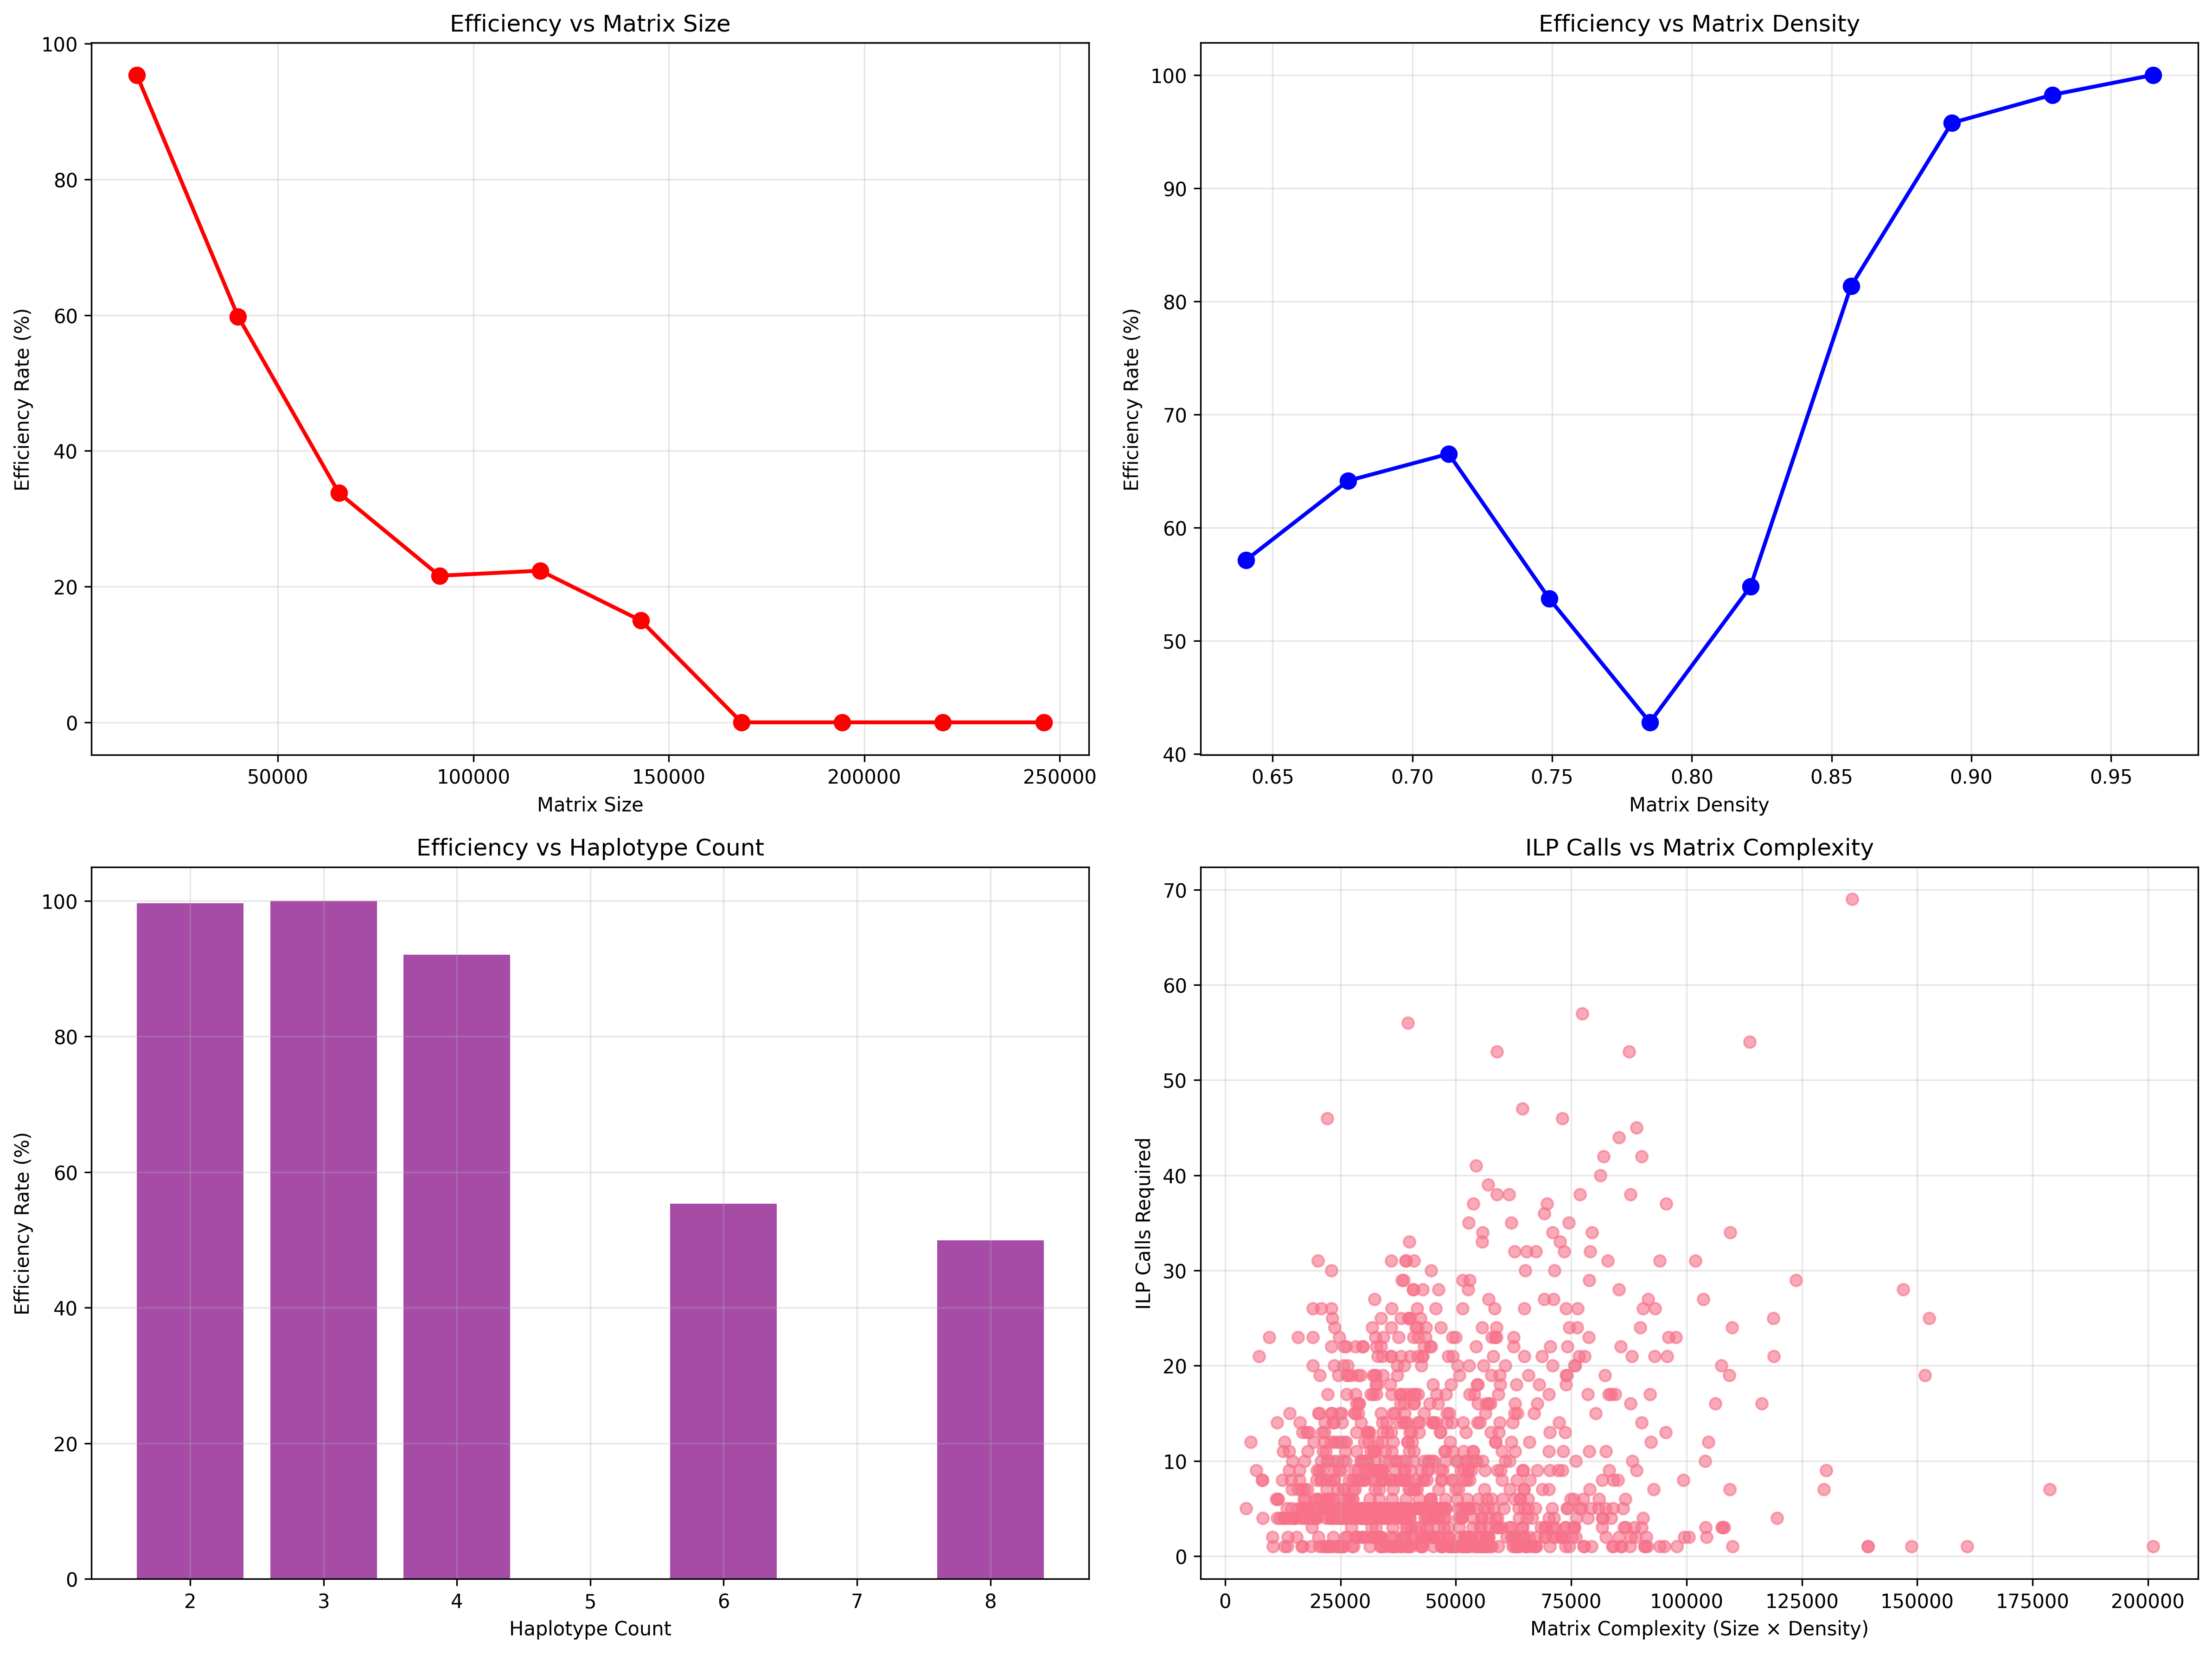 Efficiency vs Matrix Size
100
80
60
40
20
0
Efficiency Rate (%)
50000 100000 150000 200000 250000
Matrix Size
Efficiency vs Matrix Density
100
90
80
70
60
50
40
Efficiency Rate (%)
0.65 0.70 0.75 0.80 0.85 0.90 0.95
Matrix Density
Efficiency vs Haplotype Count
100
80
60
40
20
0
Efficiency Rate (%)
2 3 4 5 6 7 8
Haplotype Count
ILP Calls vs Matrix Complexity
70
60
50
40
30
20
10
0
ILP Calls Required
0 25000 50000 75000 100000 125000 150000 175000 200000
Matrix Complexity (Size × Density)